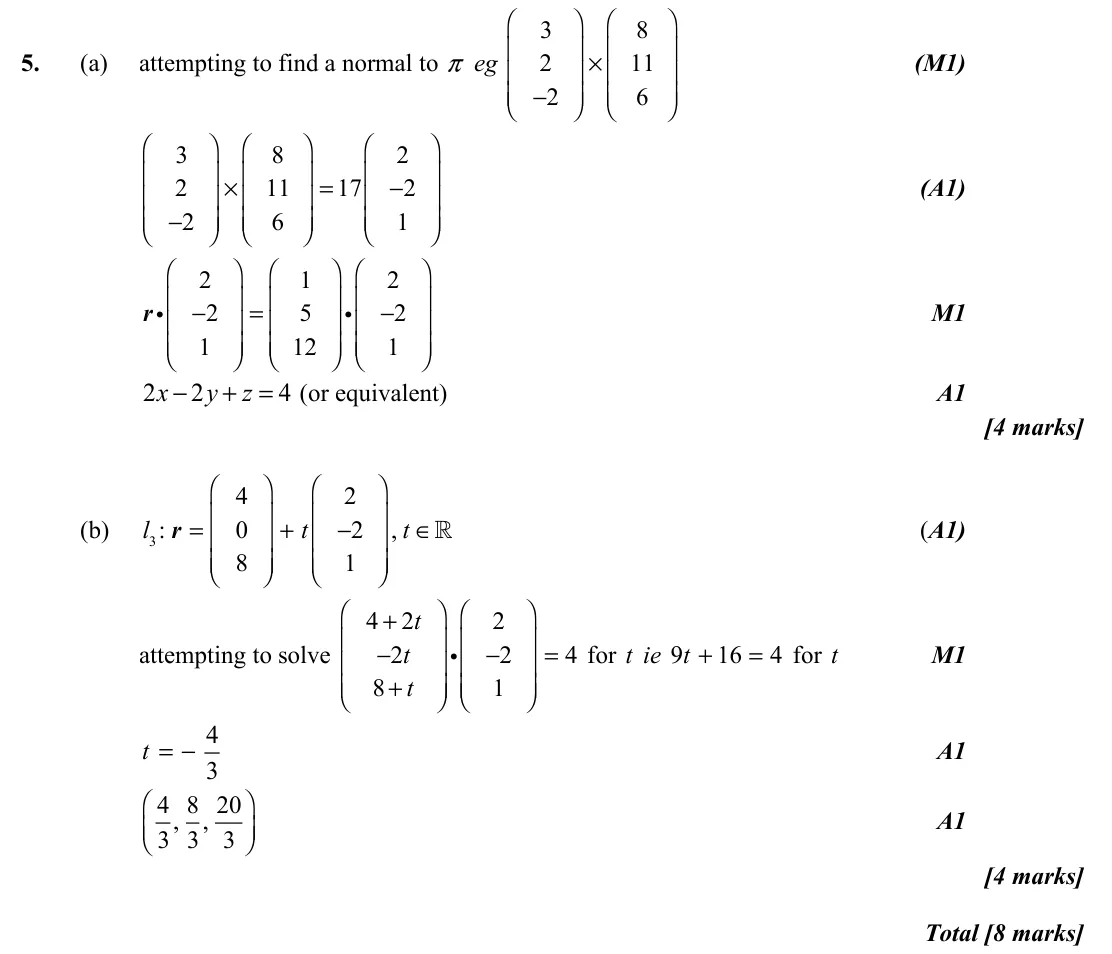 5. (a) attempting to find a normal to π eg (3 2 −2) × (8 11 6) (M1)
(3 2 −2) × (8 11 6) = 17 (2 −2 1) (A1)
r•(2 −2 1) = (1 5 12)•(2 −2 1) M1
2x − 2y + z = 4 (or equivalent) A1
[4 marks]
(b) l₃: r = (4 0 8) + t (2 −2 1), t ∈ ℝ (A1)
attempting to solve (4 + 2t −2t 8 + t)•(2 −2 1) = 4 for t ie 9t + 16 = 4 for t M1
t = −4/3 A1
(4/3, 8/3, 20/3) A1
[4 marks]
Total [8 marks]